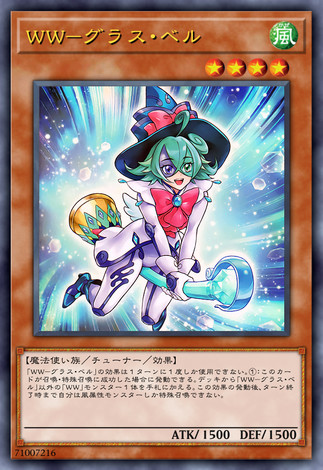 WW－グラス・ベル
風
【魔法使い族／チューナー／効果】
「WW－グラス・ベル」の効果は１ターンに１度しか使用できない。①：このカー
ドが召喚・特殊召喚に成功した場合に発動できる。デッキから「WW－グラス・ベ
ル」以外の「WW」モンスター１体を手札に加える。この効果の発動後、ターン終
了時まで自分は風属性モンスターしか特殊召喚できない。
ATK/1500 DEF/1500
71007216